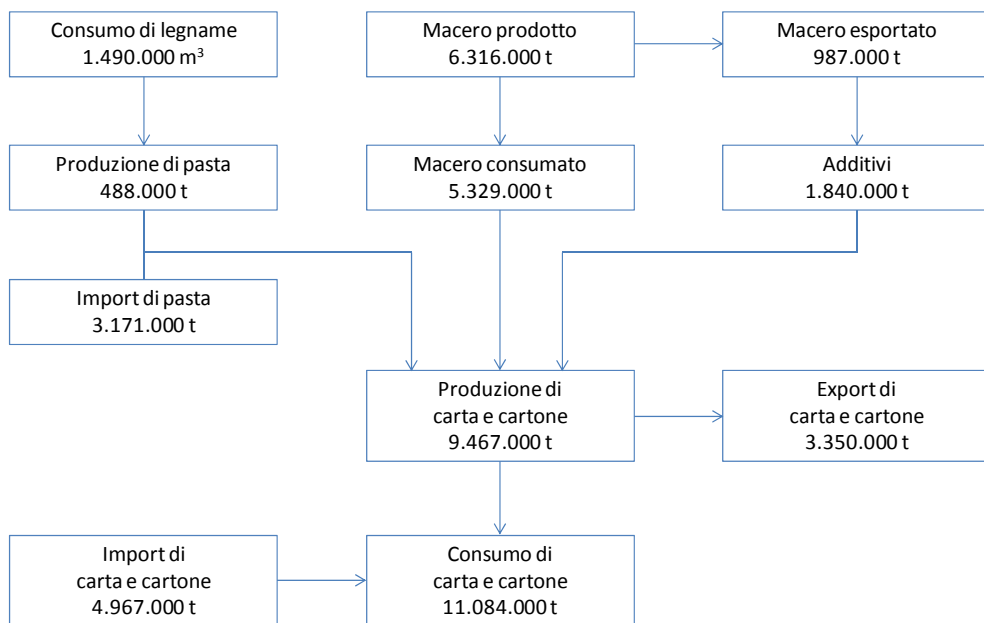 Consumo di legname
1.490.000 m³
Macero prodotto
6.316.000 t
Macero esportato
987.000 t
Produzione di pasta
488.000 t
Macero consumato
5.329.000 t
Additivi
1.840.000 t
Import di pasta
3.171.000 t
Produzione di
carta e cartone
9.467.000 t
Export di
carta e cartone
3.350.000 t
Import di
carta e cartone
4.967.000 t
Consumo di
carta e cartone
11.084.000 t